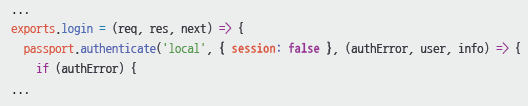 ...
exports.login = (req, res, next) => {
  passport.authenticate('local', { session: false }, (authError, user, info) => {
    if (authError) {
...